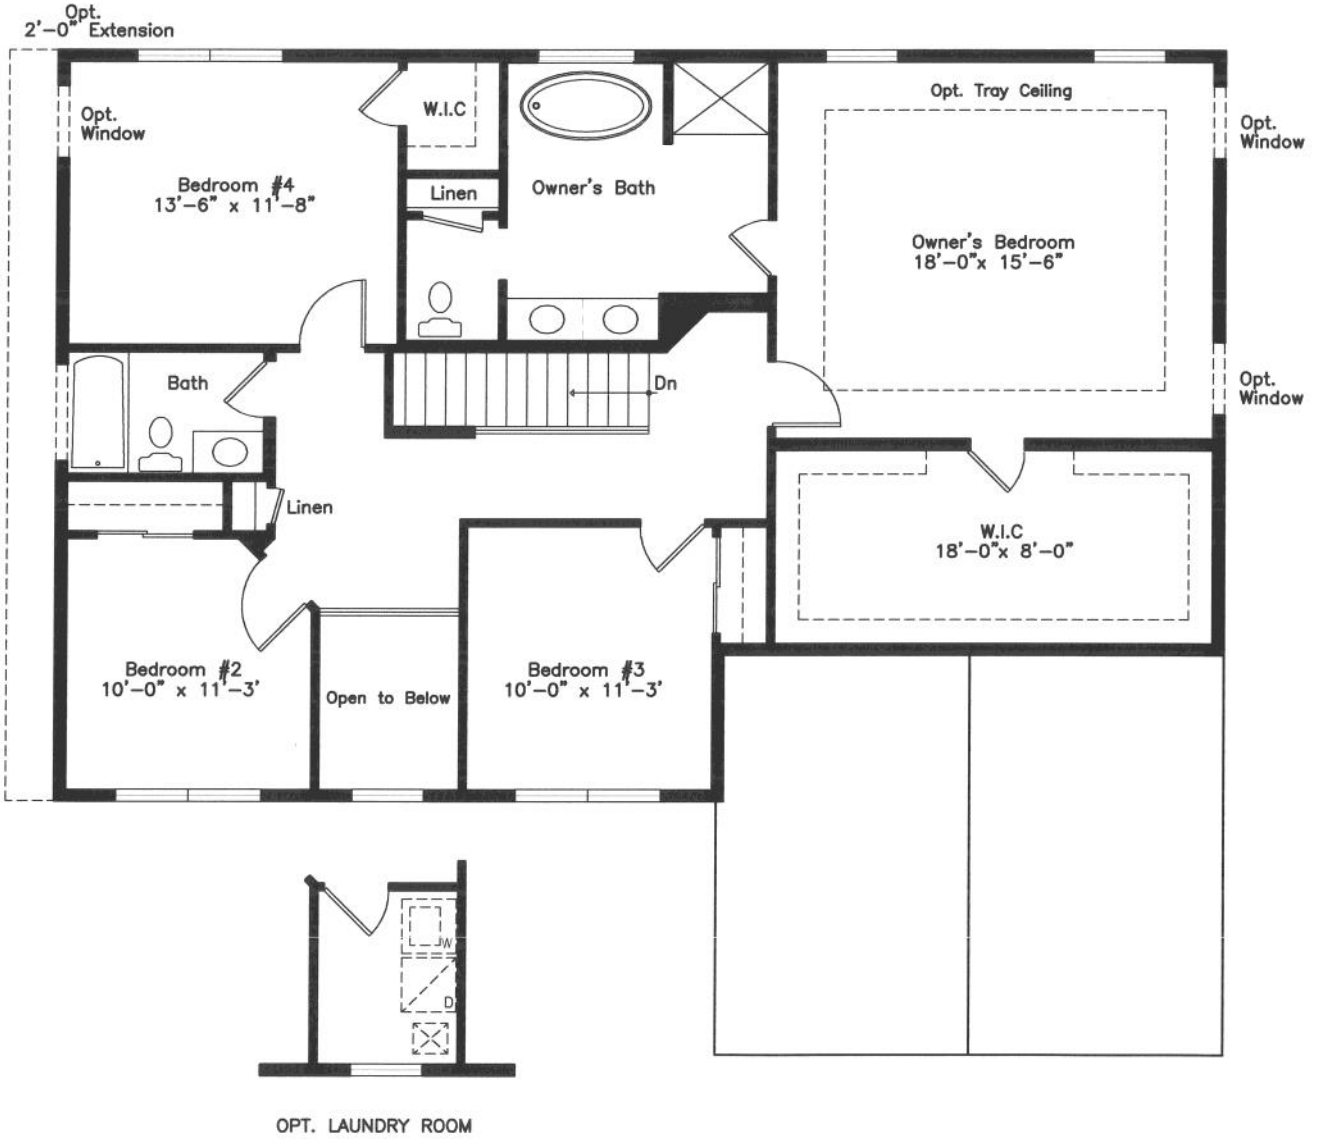 Opt.
2'-0" Extension
Opt. Tray Ceiling
W.I.C
Opt.
Window
Opt.
Window
Bedroom #4
13'-6" x 11'-8"
Linen
Owner's Bath
Owner's Bedroom
18'-0"x 15'-6"
Bath
Dn
Opt.
Window
Linen
W.I.C
18'-0"x 8'-0"
Bedroom #2
10'-0" x 11'-3'
Open to Below
Bedroom #3
10'-0" x 11'-3'
W
D
OPT. LAUNDRY ROOM